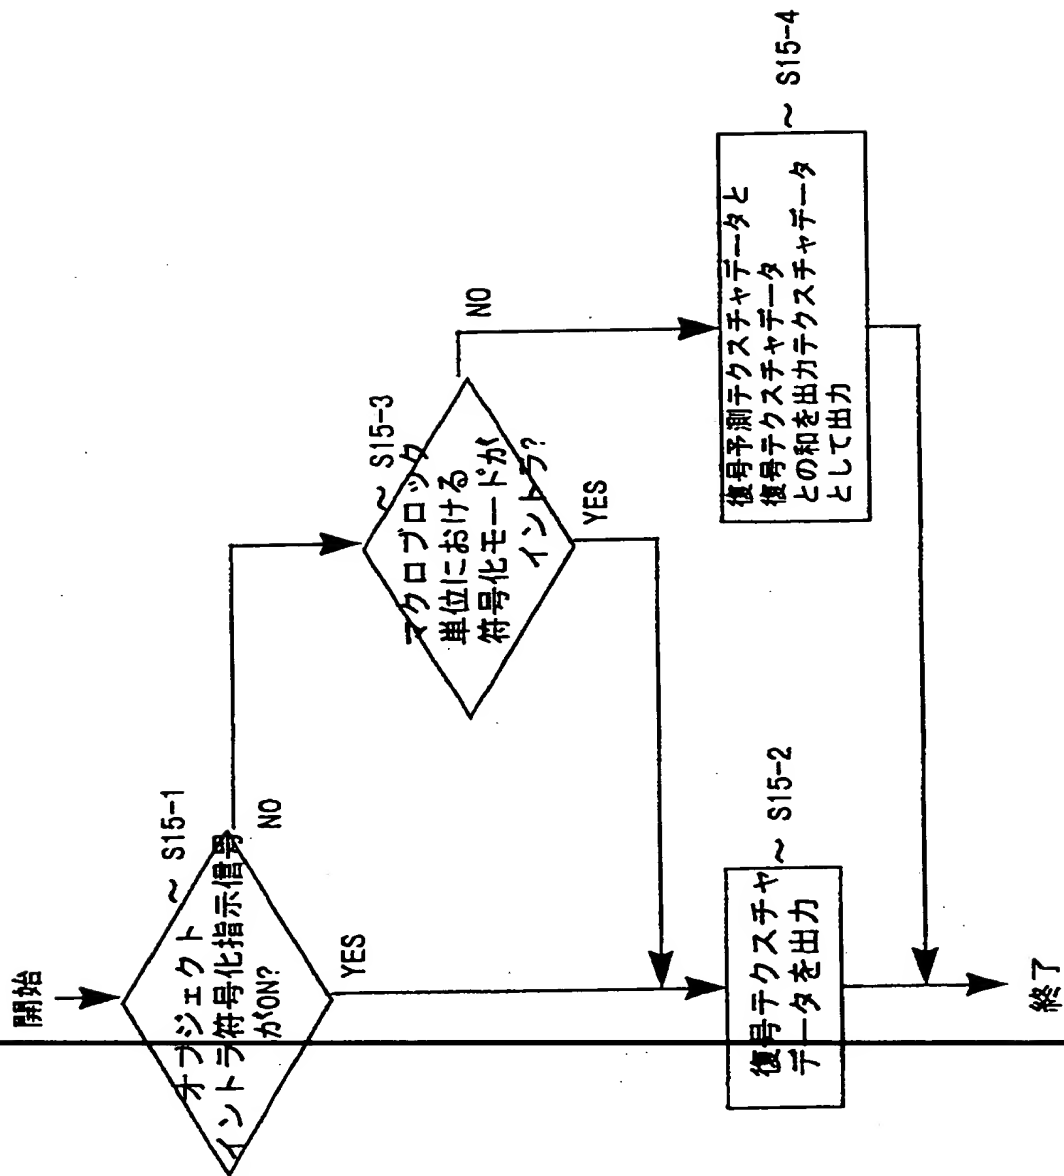 開始
オブジェクト
イントラ符号化指示信号
がON?
~ S15-1
NO
YES
~ S15-3
マクロブロック
単位における
符号化モードが
イントラ?
NO
YES
復号テクスチャ
データを出力
~ S15-2
復号予測テクスチャデータと
復号テクスチャデータ
との和を出力テクスチャデータ
として出力
~ S15-4
終了